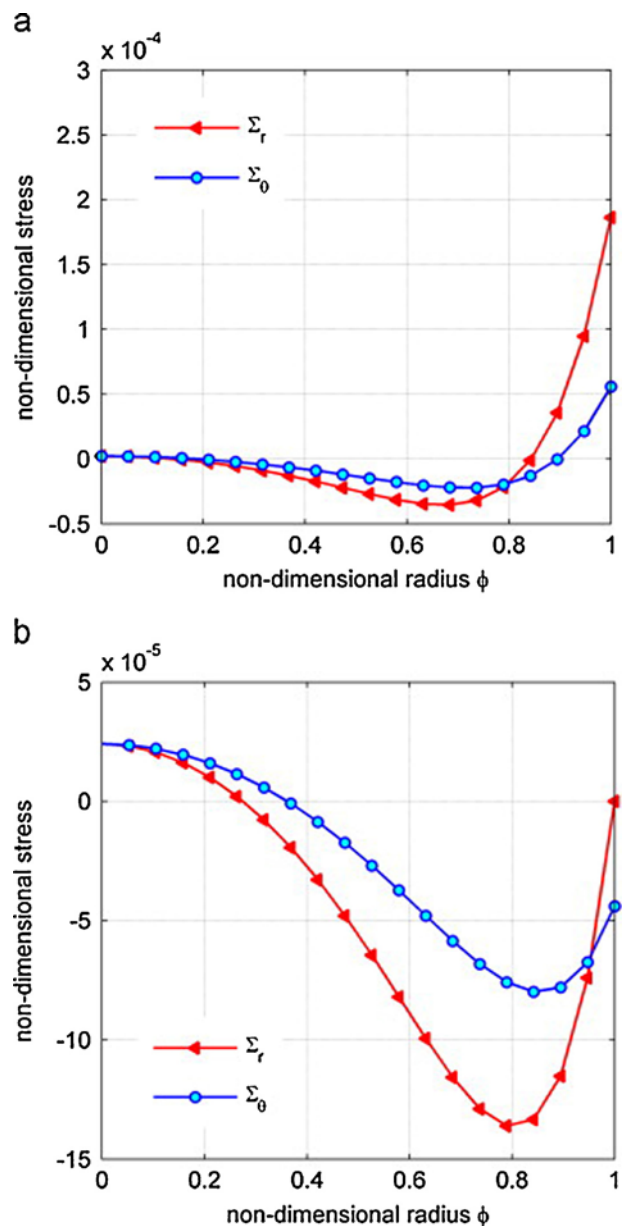 a
x 10-4
3
2.5
2
1.5
1
0.5
0
-0.5
0
0.2
0.4
0.6
0.8
1
Σr
Σθ
non-dimensional stress
non-dimensional radius ϕ
b
x 10-5
5
0
-5
-10
-15
0
0.2
0.4
0.6
0.8
1
Σr
Σθ
non-dimensional stress
non-dimensional radius ϕ